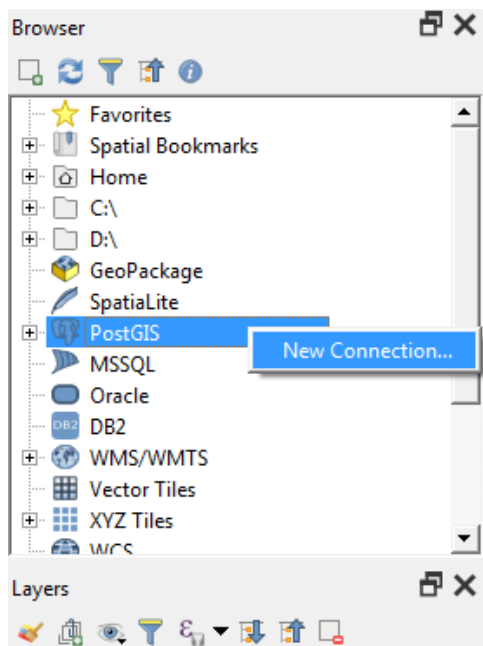 Browser
Favorites
Spatial Bookmarks
Home
C:\
D:\
GeoPackage
SpatiaLite
PostGIS
New Connection...
MSSQL
Oracle
DB2 DB2
WMS/WMTS
Vector Tiles
XYZ Tiles
WCS
Layers